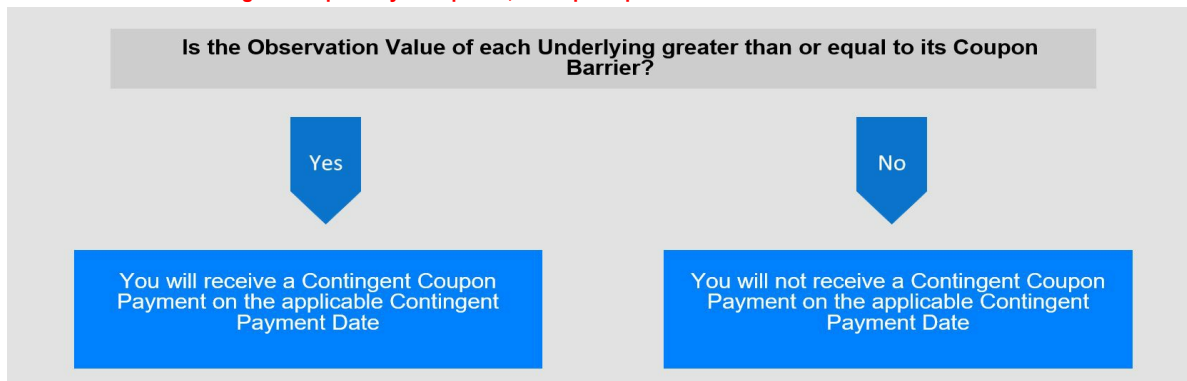 Is the Observation Value of each Underlying greater than or equal to its Coupon
Barrier?
Yes
No
You will receive a Contingent Coupon
Payment on the applicable Contingent
Payment Date
You will not receive a Contingent Coupon
Payment on the applicable Contingent
Payment Date